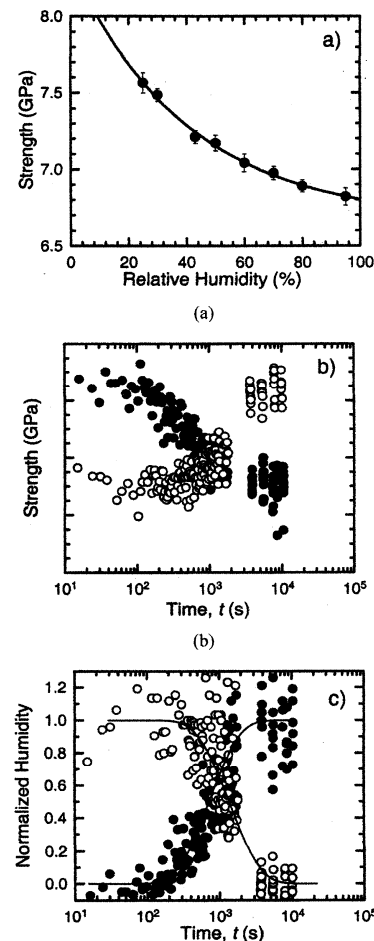 a)
Strength (GPa)
8.0
7.5
7.0
6.5
0 20 40 60 80 100
Relative Humidity (%)
(a)
b)
Strength (GPa)
10¹ 10² 10³ 10⁴ 10⁵
Time, t (s)
(b)
c)
Normalized Humidity
1.2
1.0
0.8
0.6
0.4
0.2
0.0
10¹ 10² 10³ 10⁴ 10⁵
Time, t (s)